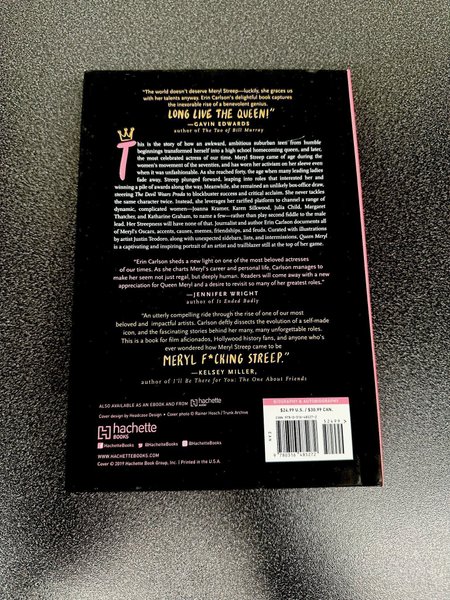 "The world doesn't deserve Meryl Streep—luckily, she graces us
with her talents anyway. Erin Carlson's delightful book captures
the inexorable rise of a benevolent genius.
LONG LIVE THE QUEEN!"
—GAVIN EDWARDS
author of The Tao of Bill Murray
This is the story of how an awkward, ambitious suburban teen from humble
beginnings transformed herself into a high school homecoming queen, and later,
the most celebrated actress of our time. Meryl Streep came of age during the
women's movement of the seventies, and has worn her activism on her sleeve even
when it was unfashionable. As she reached forty, the age when many leading ladies
fade away, Streep plunged forward, leaping into roles that interested her and
winning a pile of awards along the way. Meanwhile, she remained an unlikely box-office draw,
steering The Devil Wears Prada to blockbuster success and critical acclaim. She never tackles
the same character twice. Instead, she leverages her rarified platform to channel a range of
dynamic, complicated women—Joanna Kramer, Karen Silkwood, Julia Child, Margaret
Thatcher, and Katharine Graham, to name a few—rather than play second fiddle to the male
lead. Her Streepness will have none of that. Journalist and author Erin Carlson documents all
of Meryl's Oscars, accents, causes, memes, friendships, and feuds. Curated with illustrations
by artist Justin Teodoro, along with unexpected sidebars, lists, and intermissions, Queen Meryl
is a captivating and inspiring portrait of an artist and trailblazer still at the top of her game.
"Erin Carlson sheds a new light on one of the most beloved actresses
of our times. As she charts Meryl's career and personal life, Carlson manages to
make her seem not just regal, but deeply human. Readers will come away with a new
appreciation for Queen Meryl and a desire to revisit so many of her greatest roles."
—JENNIFER WRIGHT
author of It Ended Badly
"An utterly compelling ride through the rise of one of our most
beloved and impactful artists. Carlson deftly dissects the evolution of a self-made
icon, and the fascinating stories behind her many, many unforgettable roles.
This is a book for film aficionados, Hollywood history fans, and anyone who's
ever wondered how Meryl Streep came to be
MERYL F*CKING STREEP."
—KELSEY MILLER,
author of I'll Be There for You: The One About Friends
ALSO AVAILABLE AS AN EBOOK AND FROM hachette
Cover design by Headcase Design • Cover photo © Rainer Hosch / Trunk Archive
hachette
BOOKS
HachetteBooks @HachetteBooks HachetteBooks
WWW.HACHETTEBOOKS.COM
Cover © 2019 Hachette Book Group, Inc. | Printed in the U.S.A.
BIOGRAPHY & AUTOBIOGRAPHY
$24.99 U.S. / $30.99 CAN.
ISBN 978-0-316-48527-2
52499
9 780316 485272